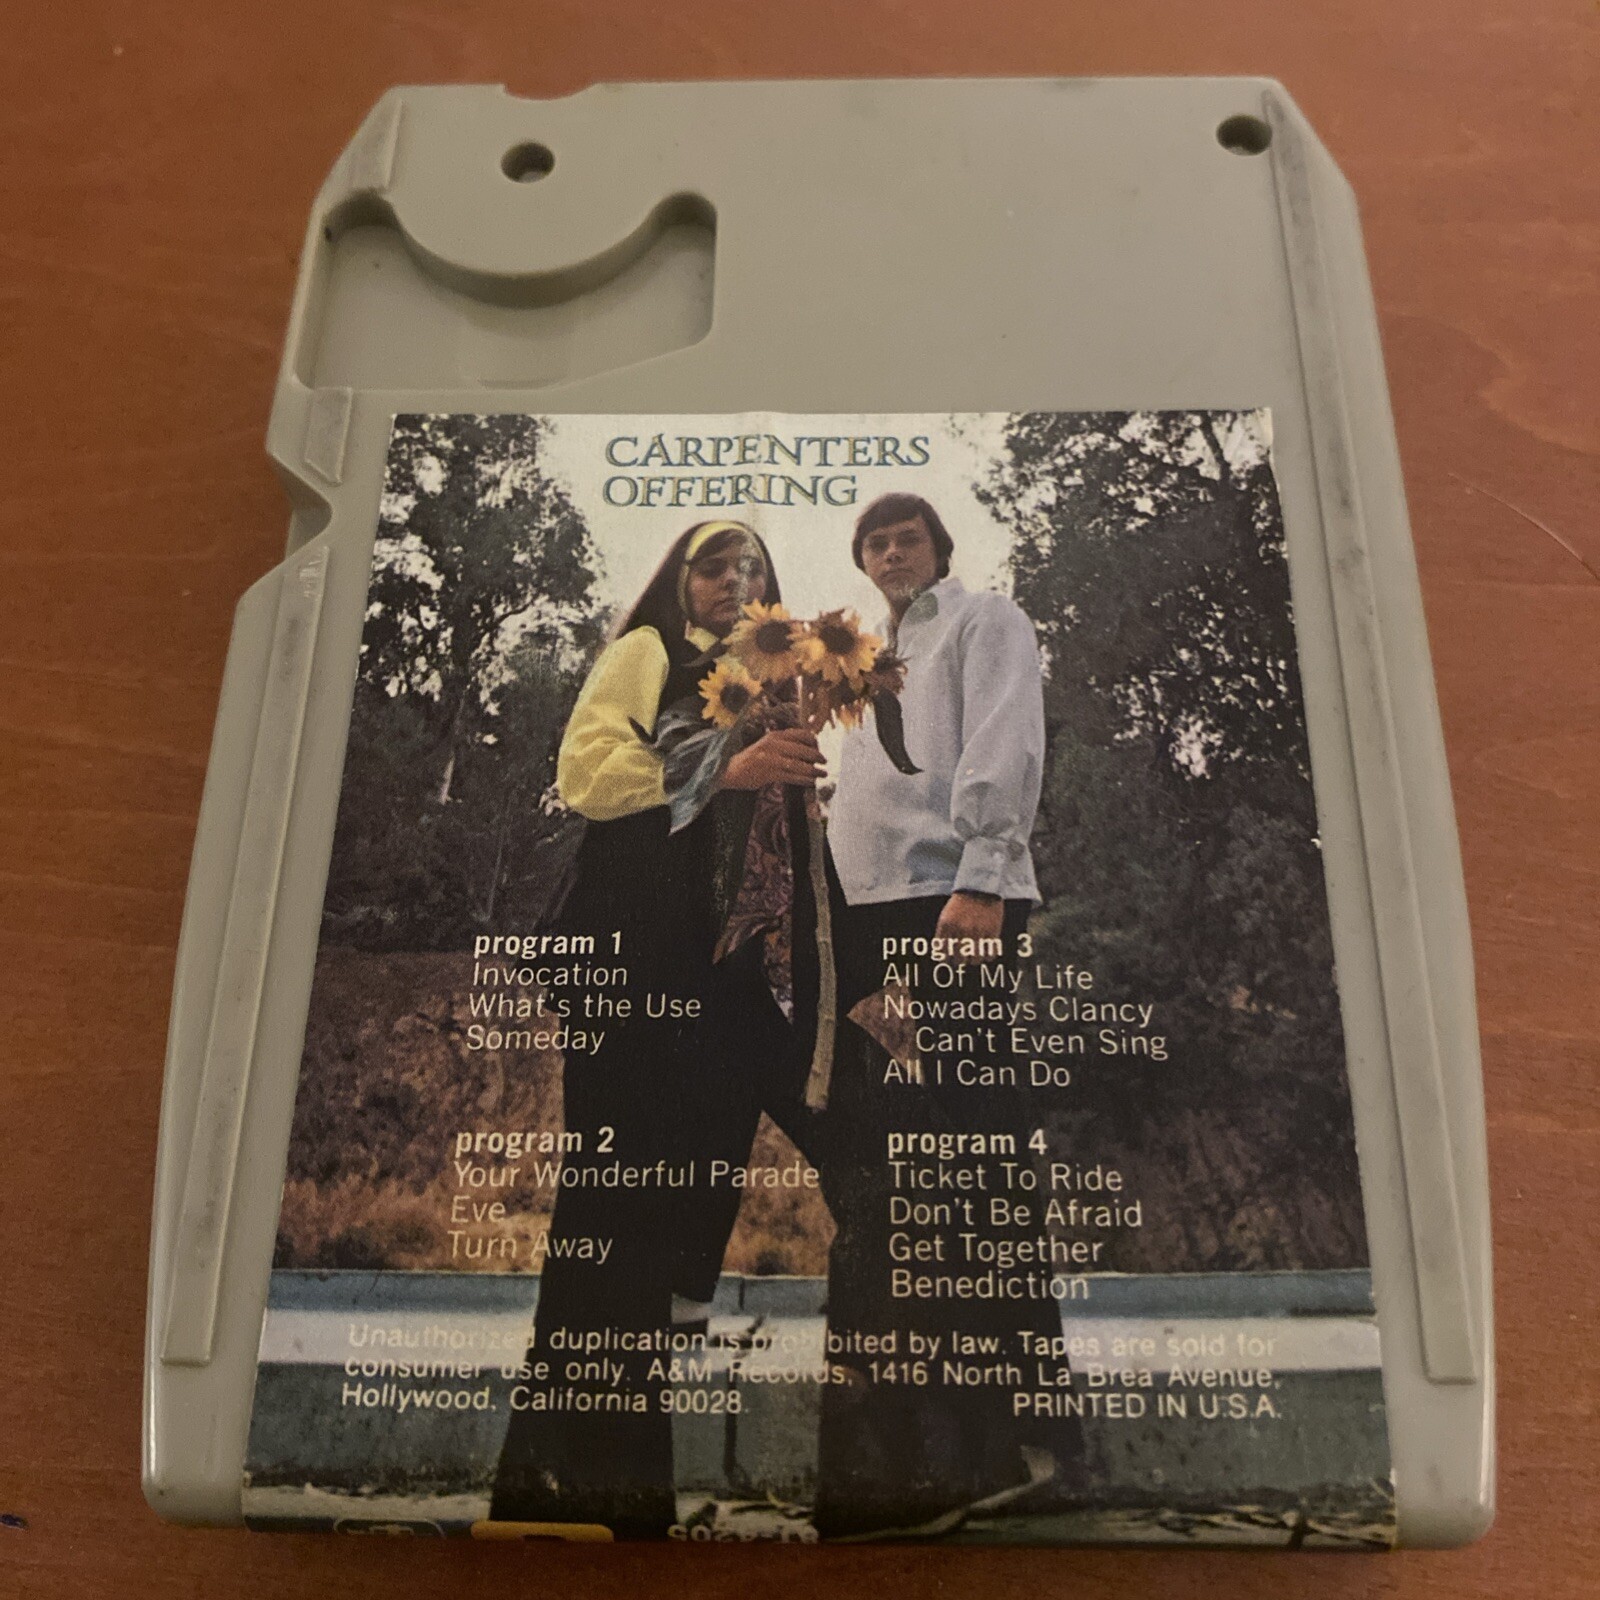 CARPENTERS
OFFERING
program 1
Invocation
What's the Use
Someday
program 2
Your Wonderful Parade
Eve
Turn Away
program 3
All Of My Life
Nowadays Clancy
Can't Even Sing
All I Can Do
program 4
Ticket To Ride
Don't Be Afraid
Get Together
Benediction
Unauthorized duplication is prohibited by law. Tapes are sold for
consumer use only. A&M Records, 1416 North La Brea Avenue,
Hollywood, California 90028.
PRINTED IN U.S.A.